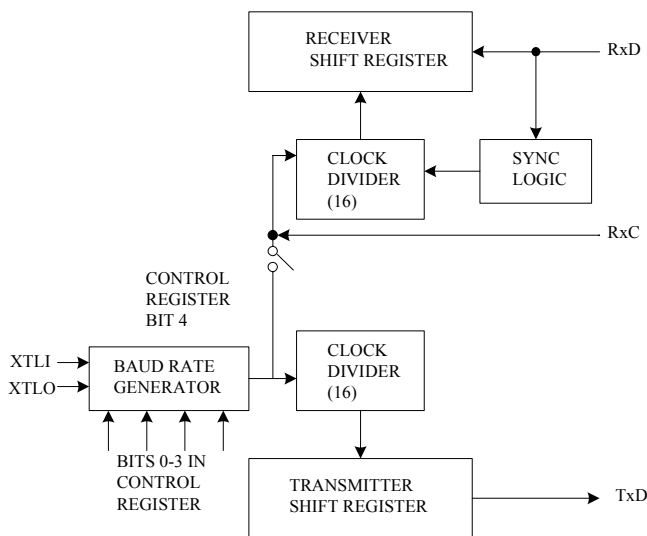 RECEIVER
SHIFT REGISTER
RxD
CLOCK
DIVIDER
(16)
SYNC
LOGIC
RxC
CONTROL
REGISTER
BIT 4
XTLI
XTLO
BAUD RATE
GENERATOR
CLOCK
DIVIDER
(16)
BITS 0-3 IN
CONTROL
REGISTER
TRANSMITTER
SHIFT REGISTER
TxD